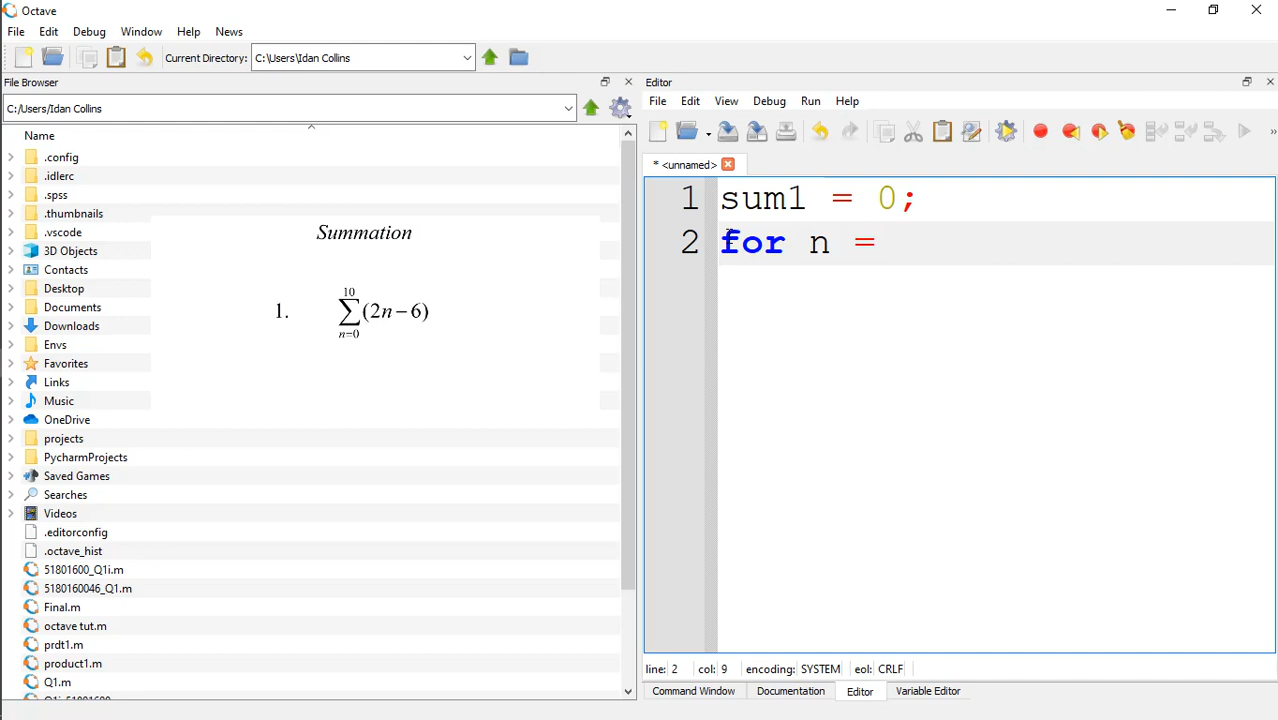 Octave
File Edit Debug Window Help News
Current Directory: C:\Users\Idan Collins
File Browser
C:/Users/Idan Collins
Name
.config
.idlerc
.spss
.thumbnails
.vscode
3D Objects
Contacts
Desktop
Documents
Downloads
Envs
Favorites
Links
Music
OneDrive
projects
PycharmProjects
Saved Games
Searches
Videos
.editorconfig
.octave_hist
51801600_Q1i.m
5180160046_Q1.m
Final.m
octave tut.m
prdt1.m
product1.m
Q1.m
Summation
10
1. ∑(2n−6)
n=0
Editor
File Edit View Debug Run Help
* <unnamed>
1 sum1 = 0;
2 for n =
line: 2 col: 9 encoding: SYSTEM eol: CRLF
Command Window Documentation Editor Variable Editor